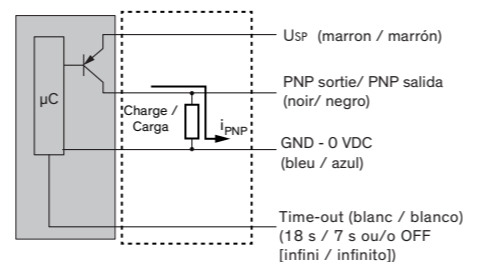 USP (marron / marrón)
PNP sortie/ PNP salida
(noir/ negro)
µC
Charge /
Carga
iPNP
GND - 0 VDC
(bleu / azul)
Time-out (blanc / blanco)
(18 s / 7 s ou/o OFF
[infini / infinito])